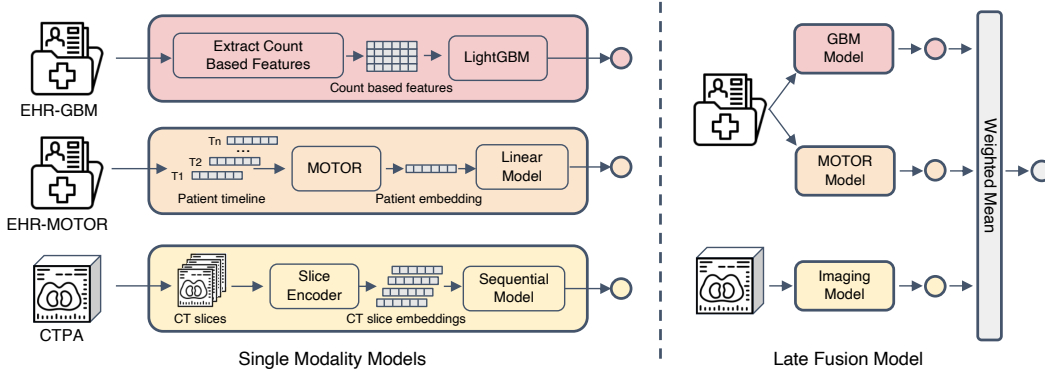 Extract Count
Based Features
LightGBM
Count based features
EHR-GBM
Tn
...
T2
T1
MOTOR
Linear
Model
Patient timeline
Patient embedding
EHR-MOTOR
Slice
Encoder
Sequential
Model
CT slices
CT slice embeddings
CTPA
Single Modality Models
GBM
Model
MOTOR
Model
Imaging
Model
Weighted Mean
Late Fusion Model